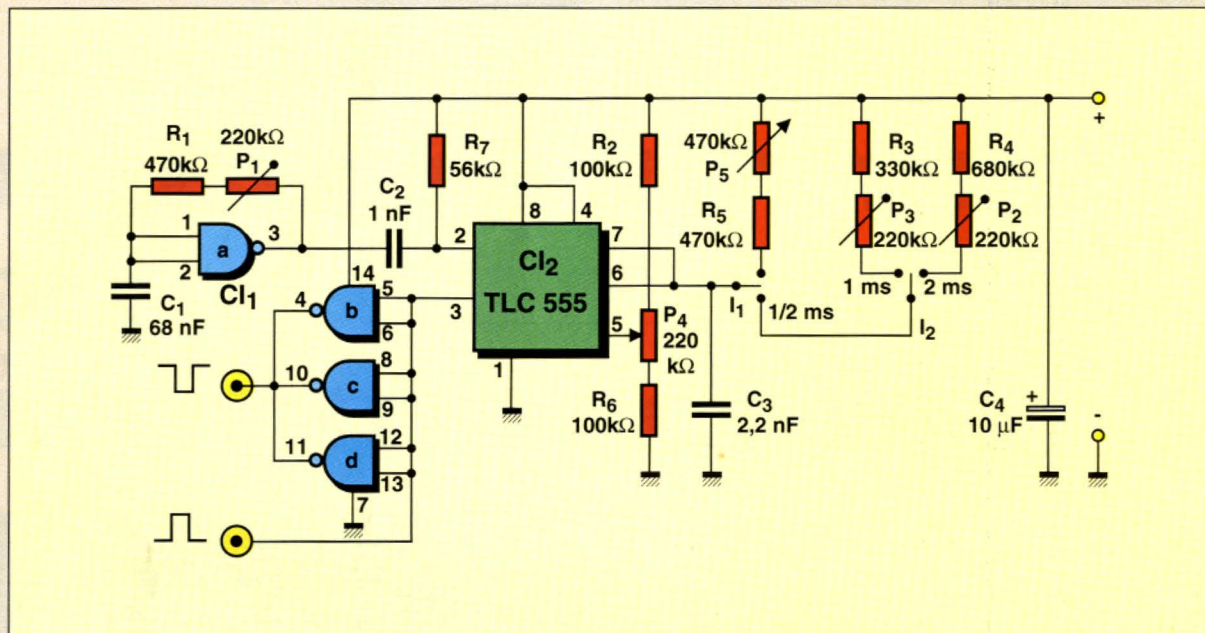 R1
470kΩ
220kΩ
P1
1
2
a
3
CI1
C1
68 nF
C2
1 nF
R7
56kΩ
14
4
b
5
6
10
c
8
9
11
d
12
13
7
2
3
8
4
7
6
5
1
CI2
TLC 555
R2
100kΩ
P4
220
kΩ
R6
100kΩ
470kΩ
P5
R5
470kΩ
I1
1/2 ms
C3
2,2 nF
R3
330kΩ
P3
220kΩ
1 ms
R4
680kΩ
P2
220kΩ
2 ms
I2
C4
10 µF
+
+
-